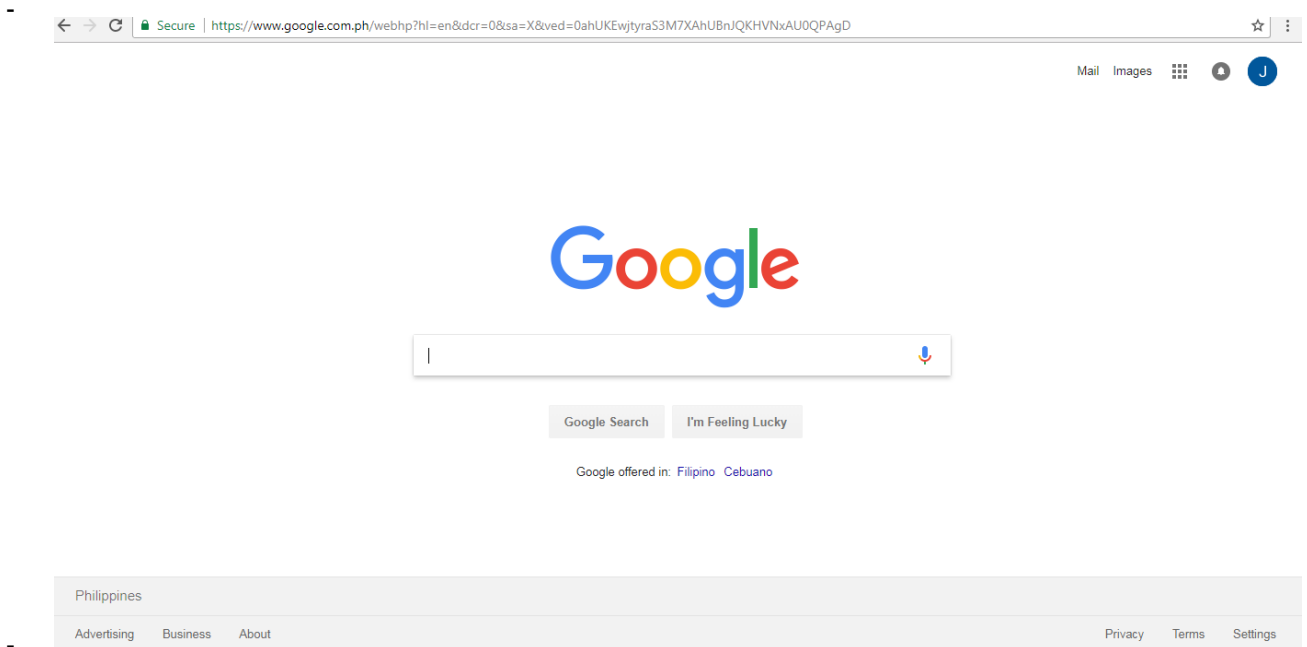 -
Secure | https://www.google.com.ph/webhp?hl=en&dcr=0&sa=X&ved=0ahUKEwjtyraS3M7XAhUBnJQKHVNxAU0QPAgD
Mail Images J
Google
Google Search I'm Feeling Lucky
Google offered in: Filipino Cebuano
Philippines
Advertising Business About Privacy Terms Settings
-